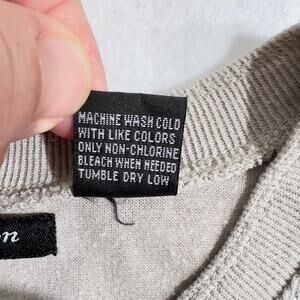 MACHINE WASH COLD
WITH LIKE COLORS
ONLY NON-CHLORINE
BLEACH WHEN NEEDED
TUMBLE DRY LOW